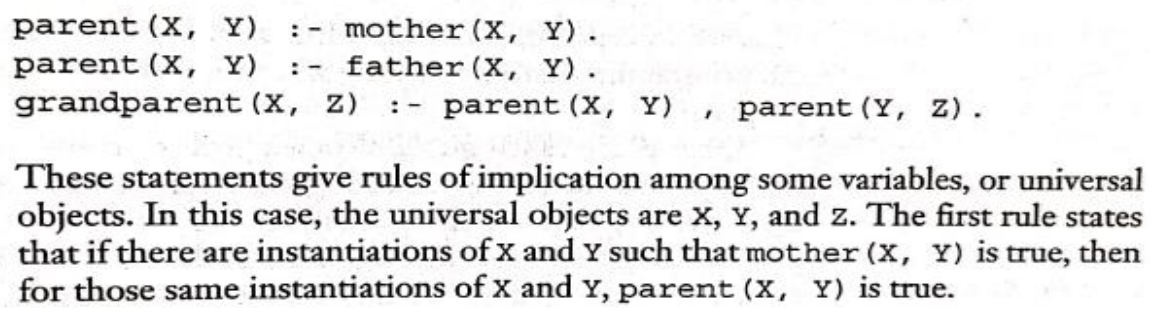 parent(X, Y) :- mother(X, Y).
parent(X, Y) :- father(X, Y).
grandparent(X, Z) :- parent(X, Y) , parent(Y, Z).
These statements give rules of implication among some variables, or universal
objects. In this case, the universal objects are X, Y, and Z. The first rule states
that if there are instantiations of X and Y such that mother(X, Y) is true, then
for those same instantiations of X and Y, parent(X, Y) is true.